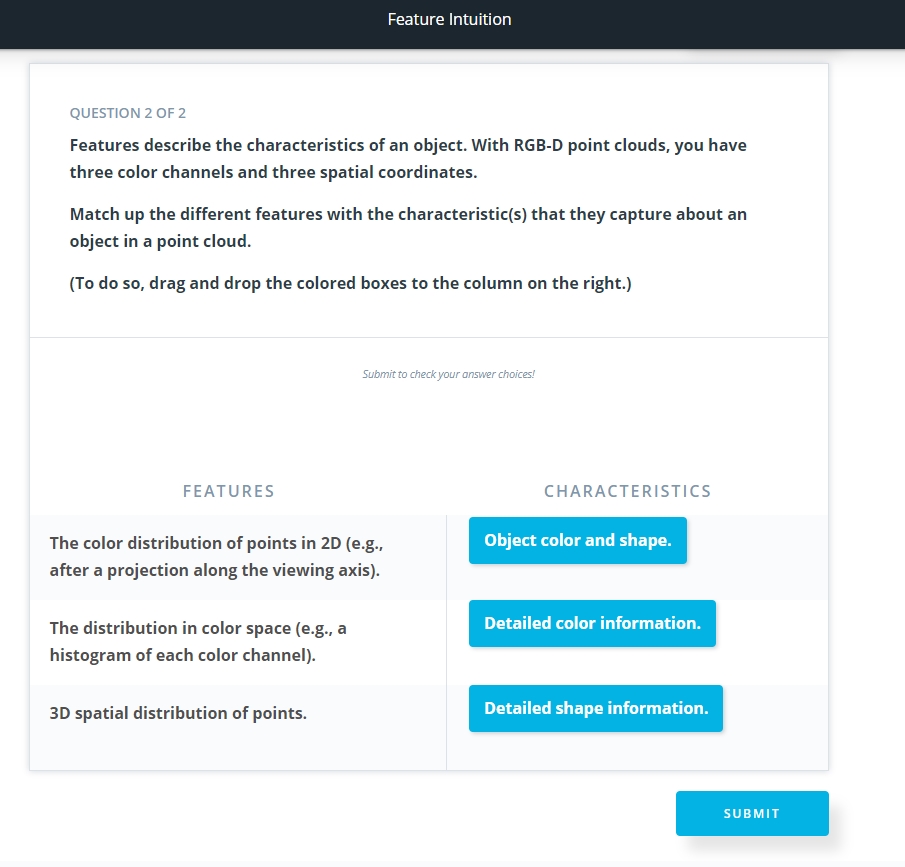 Feature Intuition
QUESTION 2 OF 2
Features describe the characteristics of an object. With RGB-D point clouds, you have
three color channels and three spatial coordinates.
Match up the different features with the characteristic(s) that they capture about an
object in a point cloud.
(To do so, drag and drop the colored boxes to the column on the right.)
Submit to check your answer choices!
FEATURES
CHARACTERISTICS
The color distribution of points in 2D (e.g.,
after a projection along the viewing axis).
Object color and shape.
The distribution in color space (e.g., a
histogram of each color channel).
Detailed color information.
3D spatial distribution of points.
Detailed shape information.
SUBMIT